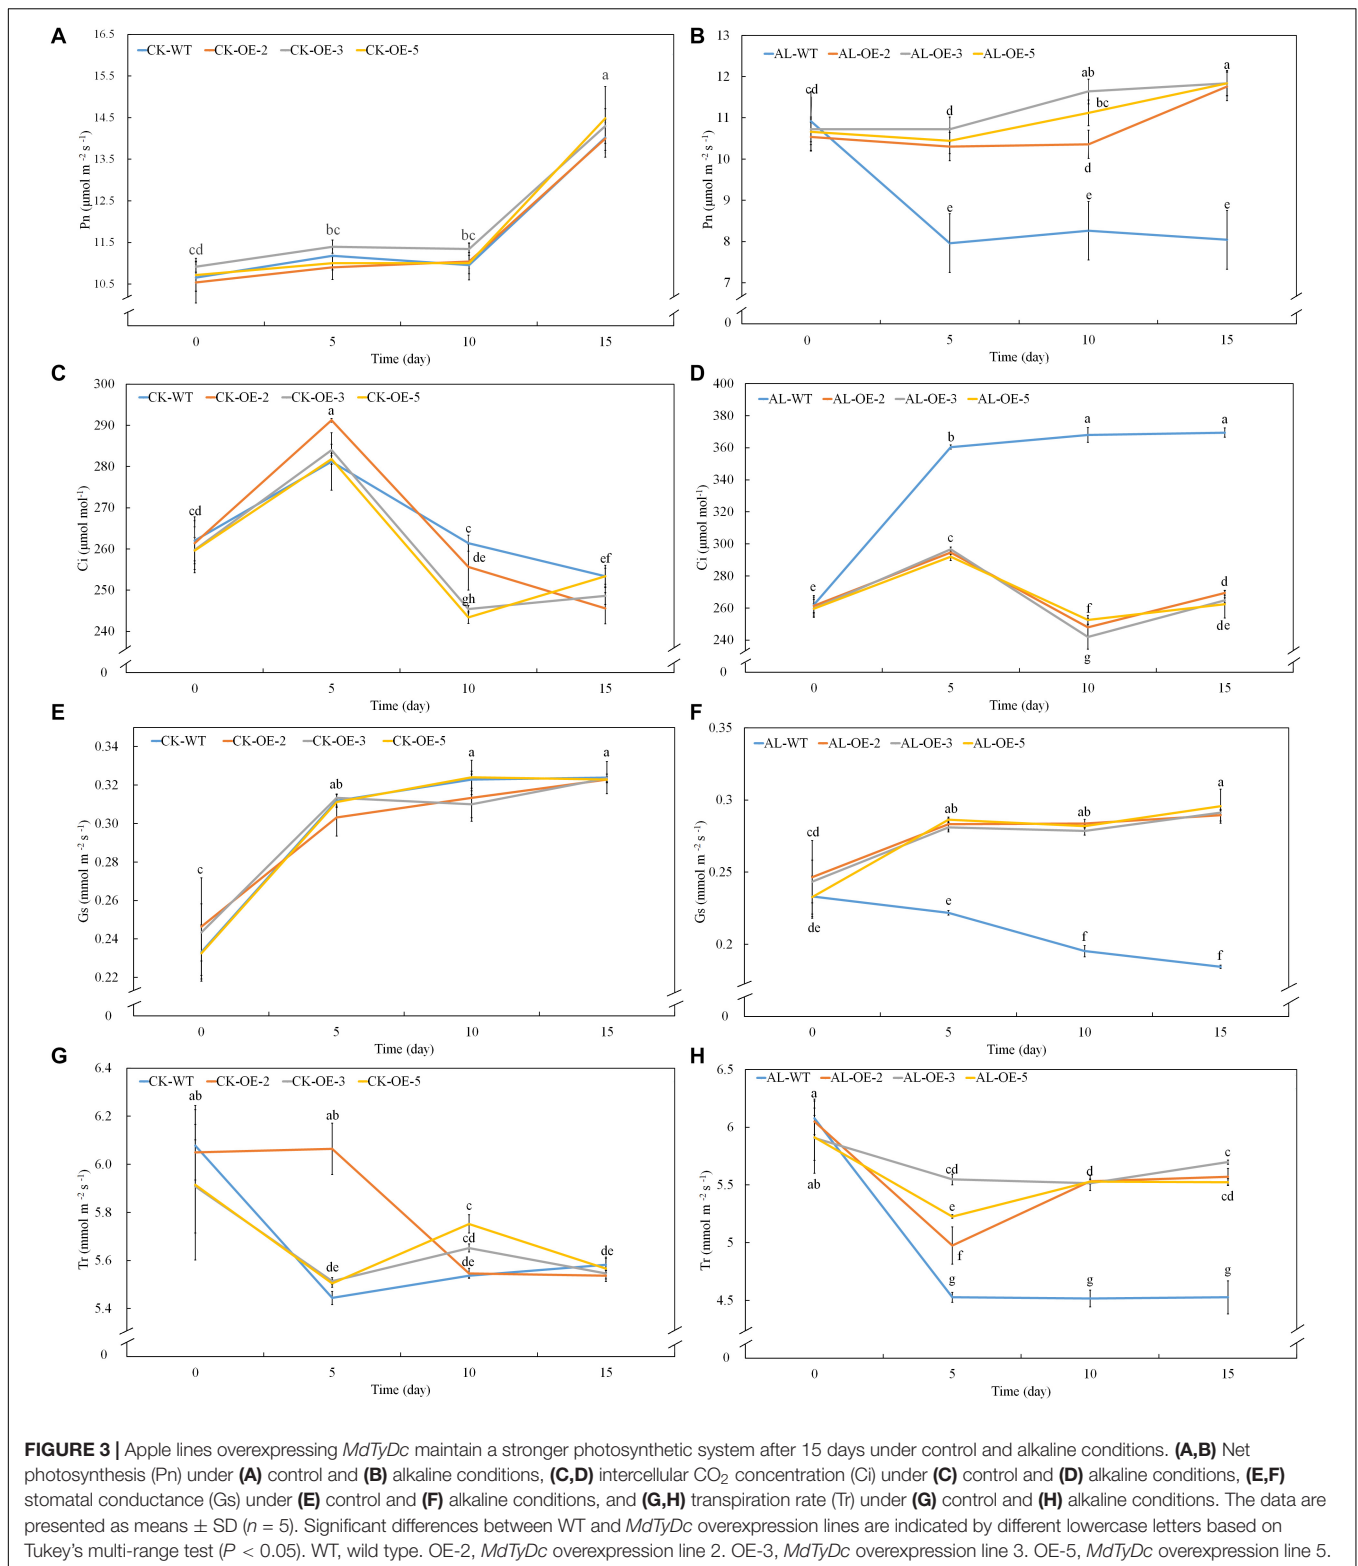 A
16.5
15.5
14.5
13.5
12.5
11.5
10.5
Pn (μmol m⁻² s⁻¹)
CK-WT CK-OE-2 CK-OE-3 CK-OE-5
cd
bc
bc
a
0 5 10 15
Time (day)
B
13
12
11
10
9
8
7
0
Pn (μmol m⁻² s⁻¹)
AL-WT AL-OE-2 AL-OE-3 AL-OE-5
cd
d
e
ab
bc
d
e
a
e
0 5 10 15
Time (day)
C
300
290
280
270
260
250
240
0
Ci (μmol mol⁻¹)
CK-WT CK-OE-2 CK-OE-3 CK-OE-5
cd
a
c
de
gh
ef
0 5 10 15
Time (day)
D
400
380
360
340
320
300
280
260
240
0
Ci (μmol mol⁻¹)
AL-WT AL-OE-2 AL-OE-3 AL-OE-5
e
b
c
a
f
g
a
d
de
0 5 10 15
Time (day)
E
0.34
0.32
0.30
0.28
0.26
0.24
0.22
0
Gs (mmol m⁻² s⁻¹)
CK-WT CK-OE-2 CK-OE-3 CK-OE-5
c
ab
a
a
0 5 10 15
Time (day)
F
0.35
0.3
0.25
0.2
0
Gs (mmol m⁻² s⁻¹)
AL-WT AL-OE-2 AL-OE-3 AL-OE-5
cd
de
ab
e
ab
f
a
f
0 5 10 15
Time (day)
G
6.4
6.2
6.0
5.8
5.6
5.4
0
Tr (mmol m⁻² s⁻¹)
CK-WT CK-OE-2 CK-OE-3 CK-OE-5
ab
ab
de
c
cd
de
de
0 5 10 15
Time (day)
H
6.5
6
5.5
5
4.5
0
Tr (mmol m⁻² s⁻¹)
AL-WT AL-OE-2 AL-OE-3 AL-OE-5
a
ab
cd
e
f
g
d
g
c
cd
g
0 5 10 15
Time (day)
FIGURE 3 | Apple lines overexpressing MdTyDc maintain a stronger photosynthetic system after 15 days under control and alkaline conditions. (A,B) Net
photosynthesis (Pn) under (A) control and (B) alkaline conditions, (C,D) intercellular CO₂ concentration (Ci) under (C) control and (D) alkaline conditions, (E,F)
stomatal conductance (Gs) under (E) control and (F) alkaline conditions, and (G,H) transpiration rate (Tr) under (G) control and (H) alkaline conditions. The data are
presented as means ± SD (n = 5). Significant differences between WT and MdTyDc overexpression lines are indicated by different lowercase letters based on
Tukey's multi-range test (P < 0.05). WT, wild type. OE-2, MdTyDc overexpression line 2. OE-3, MdTyDc overexpression line 3. OE-5, MdTyDc overexpression line 5.